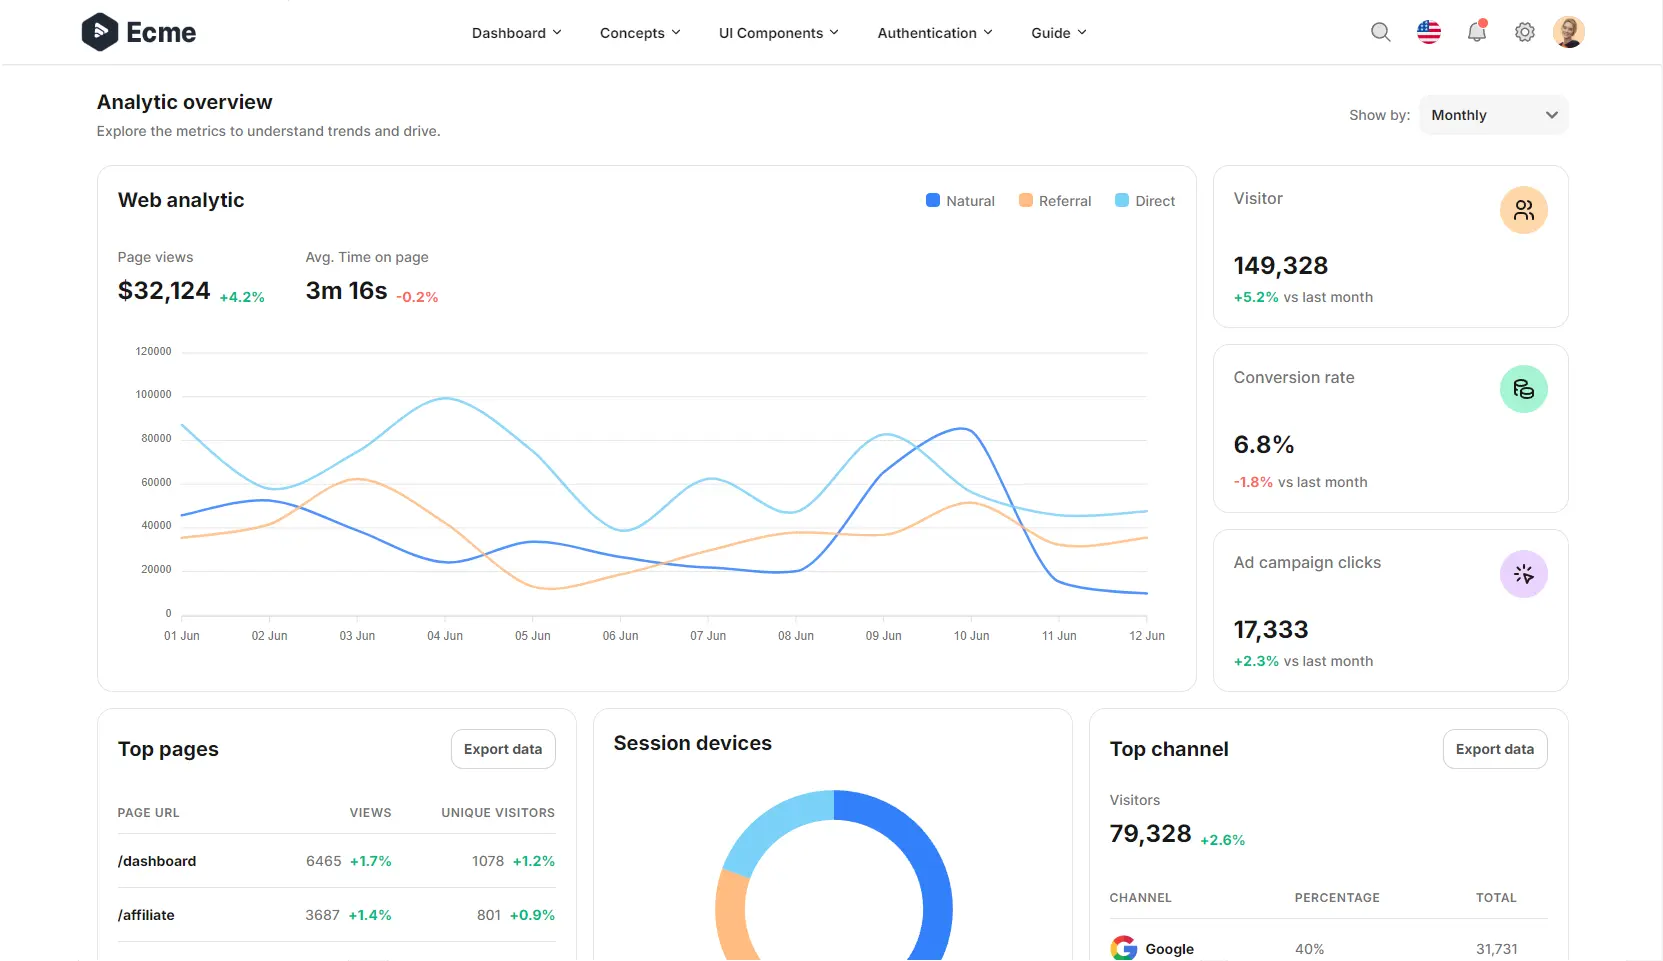 Ecme
Dashboard
Concepts
UI Components
Authentication
Guide
Analytic overview
Explore the metrics to understand trends and drive.
Show by:
Monthly
Web analytic
Natural
Referral
Direct
Page views
$32,124 +4.2%
Avg. Time on page
3m 16s -0.2%
120000
100000
80000
60000
40000
20000
0
01 Jun
02 Jun
03 Jun
04 Jun
05 Jun
06 Jun
07 Jun
08 Jun
09 Jun
10 Jun
11 Jun
12 Jun
Visitor
149,328
+5.2% vs last month
Conversion rate
6.8%
-1.8% vs last month
Ad campaign clicks
17,333
+2.3% vs last month
Top pages
Export data
PAGE URL VIEWS UNIQUE VISITORS
/dashboard 6465 +1.7% 1078 +1.2%
/affiliate 3687 +1.4% 801 +0.9%
Session devices
Top channel
Export data
Visitors
79,328 +2.6%
CHANNEL PERCENTAGE TOTAL
Google 40% 31,731